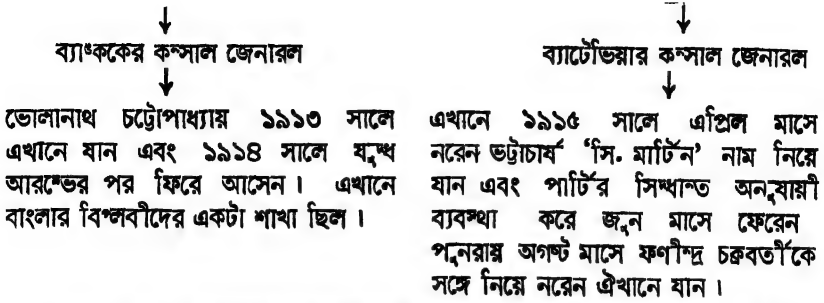 ব্যাংককের কন্সাল জেনারল
ভোলানাথ চট্টোপাধ্যায় ১৯১৩ সালে
এখানে যান এবং ১৯১৪ সালে যুদ্ধ
আরম্ভের পর ফিরে আসেন। এখানে
বাংলার বিপ্লবীদের একটা শাখা ছিল।
ব্যাটেভিয়ার কন্সাল জেনারল
এখানে ১৯১৫ সালে এপ্রিল মাসে
নরেন ভট্টাচার্য ‘সি. মার্টিন’ নাম নিয়ে
যান এবং পার্টির সিদ্ধান্ত অনুযায়ী
ব্যবস্থা করে জুন মাসে ফেরেন
পুনরায় অগষ্ট মাসে ফণীন্দ্র চক্রবর্তীকে
সঙ্গে নিয়ে নরেন ঐখানে যান।